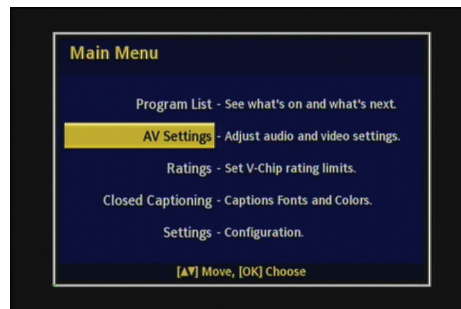 Main Menu
Program List - See what's on and what's next.
AV Settings - Adjust audio and video settings.
Ratings - Set V-Chip rating limits.
Closed Captioning - Captions Fonts and Colors.
Settings - Configuration.
[▲▼] Move, [OK] Choose